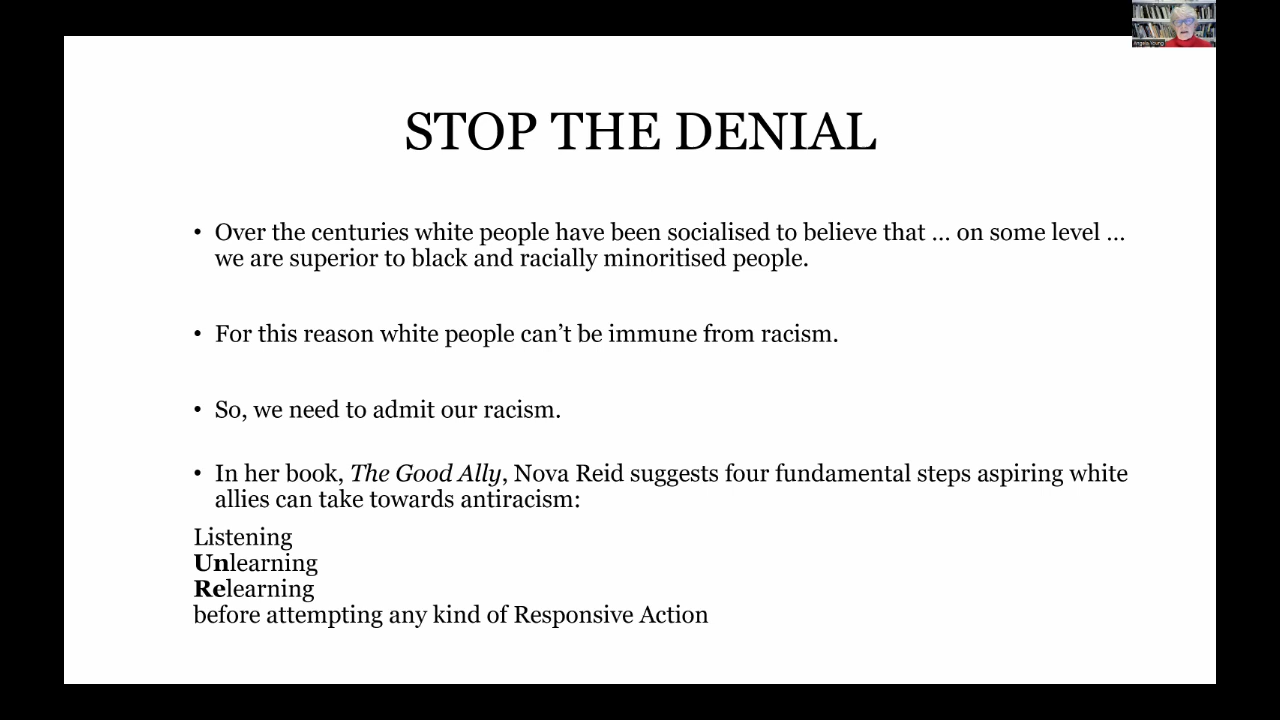 Angela Young
STOP THE DENIAL
• Over the centuries white people have been socialised to believe that ... on some level ...
we are superior to black and racially minoritised people.
• For this reason white people can’t be immune from racism.
• So, we need to admit our racism.
• In her book, The Good Ally, Nova Reid suggests four fundamental steps aspiring white
allies can take towards antiracism:
Listening
Unlearning
Relearning
before attempting any kind of Responsive Action